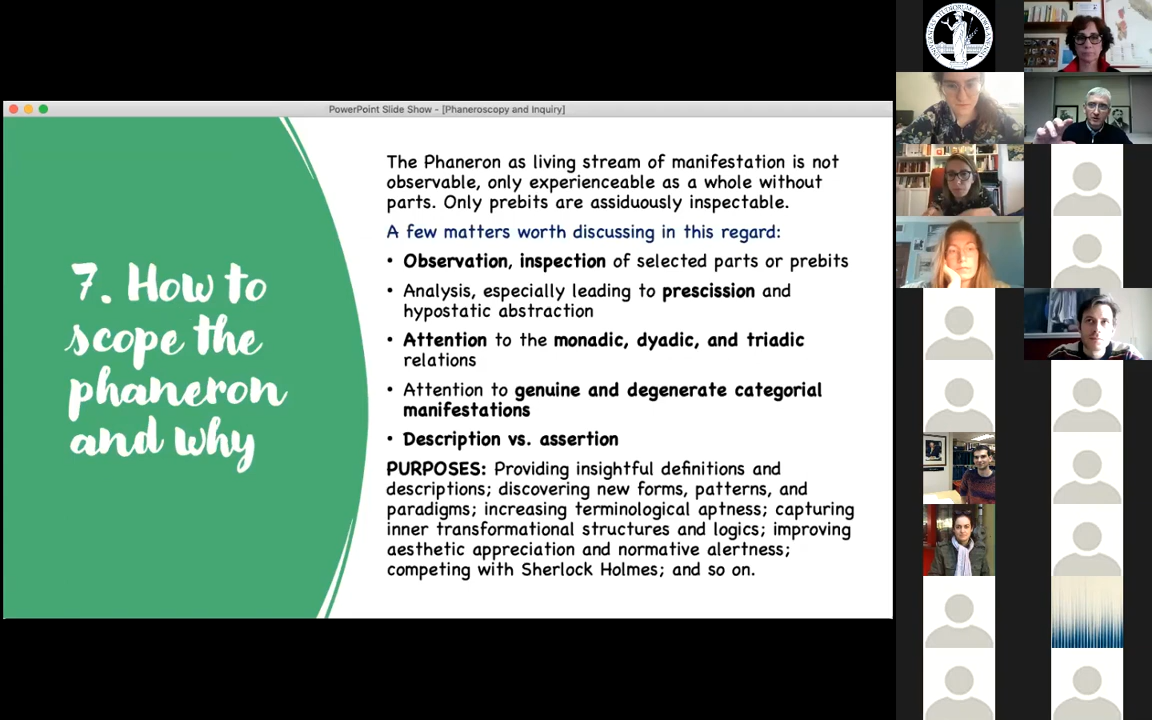 PowerPoint Slide Show - [Phaneroscopy and Inquiry]
7. How to
scope the
phaneron
and why
The Phaneron as living stream of manifestation is not
observable, only experienceable as a whole without
parts. Only prebits are assiduously inspectable.
A few matters worth discussing in this regard:
• Observation, inspection of selected parts or prebits
• Analysis, especially leading to prescission and
hypostatic abstraction
• Attention to the monadic, dyadic, and triadic
relations
• Attention to genuine and degenerate categorial
manifestations
• Description vs. assertion
PURPOSES: Providing insightful definitions and
descriptions; discovering new forms, patterns, and
paradigms; increasing terminological aptness; capturing
inner transformational structures and logics; improving
aesthetic appreciation and normative alertness;
competing with Sherlock Holmes; and so on.
UNIVERSITAS STUDIORUM MEDIOLANENSIS